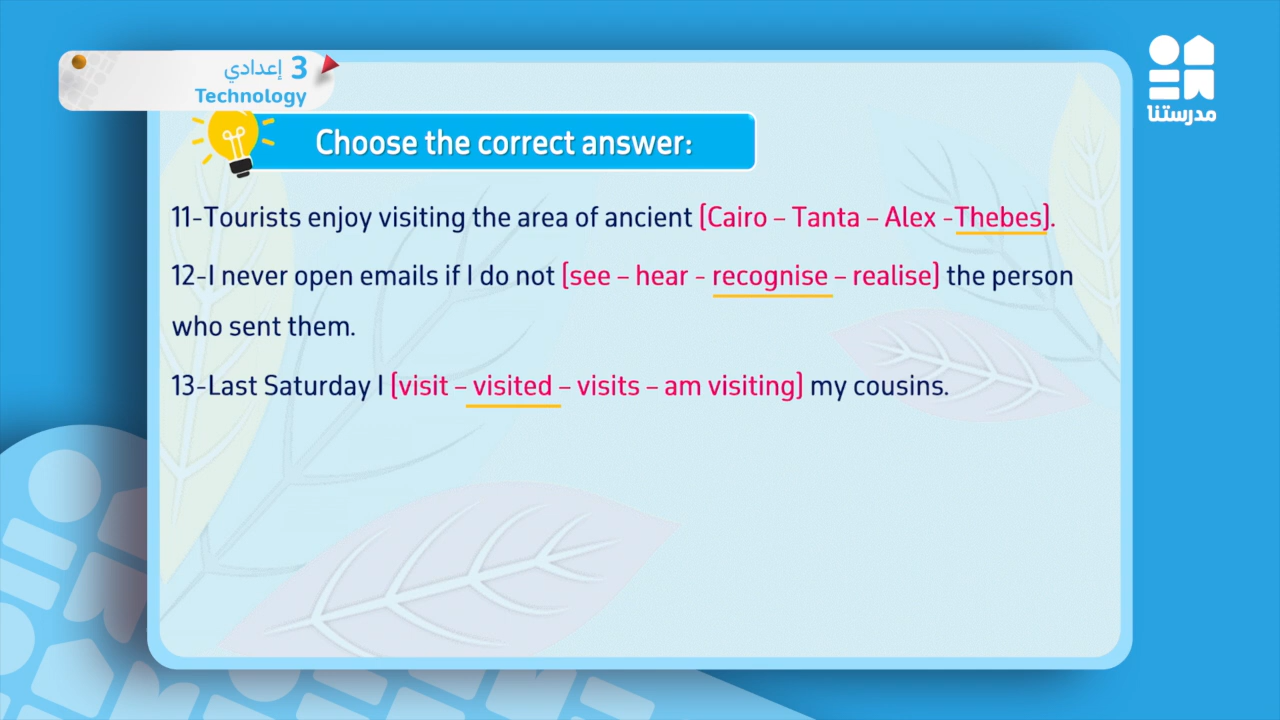 3 إعدادي
Technology
مدرستنا
Choose the correct answer:
11-Tourists enjoy visiting the area of ancient (Cairo – Tanta – Alex -Thebes).
12-I never open emails if I do not (see – hear - recognise – realise) the person
who sent them.
13-Last Saturday I (visit – visited – visits – am visiting) my cousins.